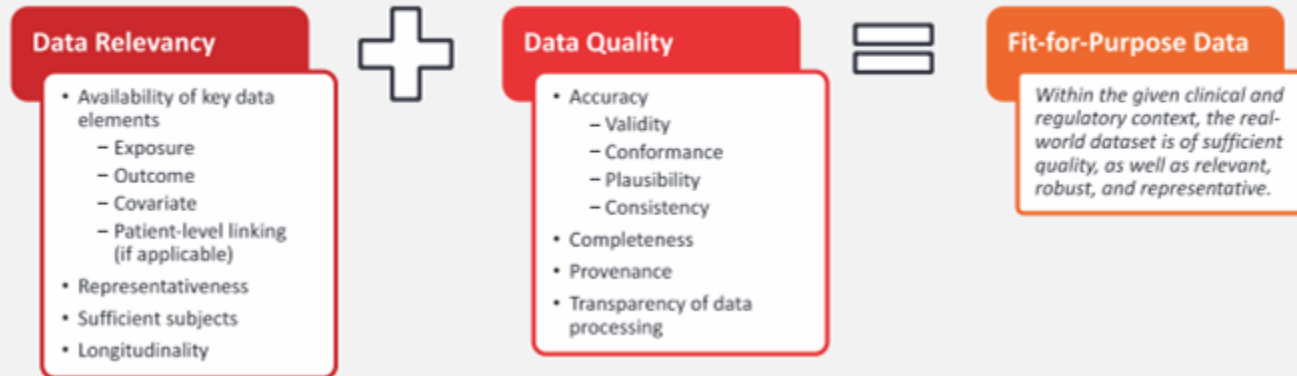 Data Relevancy
• Availability of key data
elements
– Exposure
– Outcome
– Covariate
– Patient-level linking
(if applicable)
• Representativeness
• Sufficient subjects
• Longitudinality
Data Quality
• Accuracy
– Validity
– Conformance
– Plausibility
– Consistency
• Completeness
• Provenance
• Transparency of data
processing
Fit-for-Purpose Data
Within the given clinical and
regulatory context, the real-
world dataset is of sufficient
quality, as well as relevant,
robust, and representative.